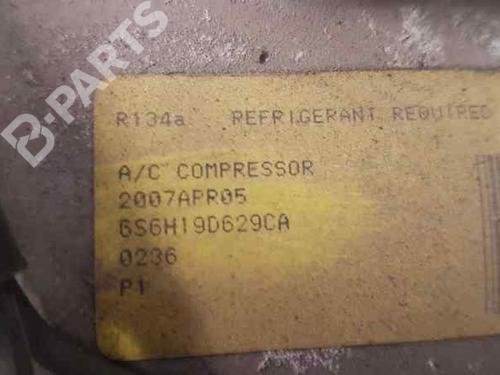 B-PARTS
R134a REFRIGERANT REQUIRED
A/C COMPRESSOR
2007APR05
6S6H19D629CA
0236
P1